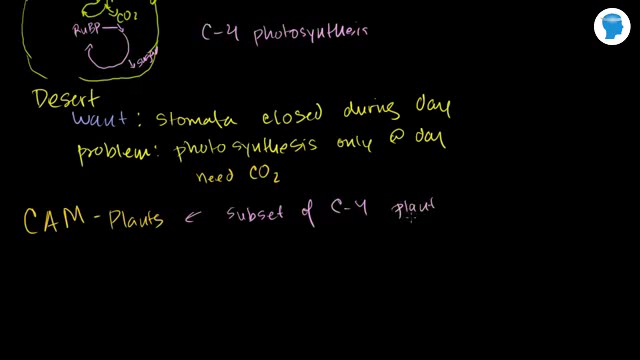 CO2
RuBP
sugar
C-4 photosynthesis
Desert
want: stomata closed during day
problem: photosynthesis only @ day
need CO2
CAM - Plants ← subset of C-4 plant